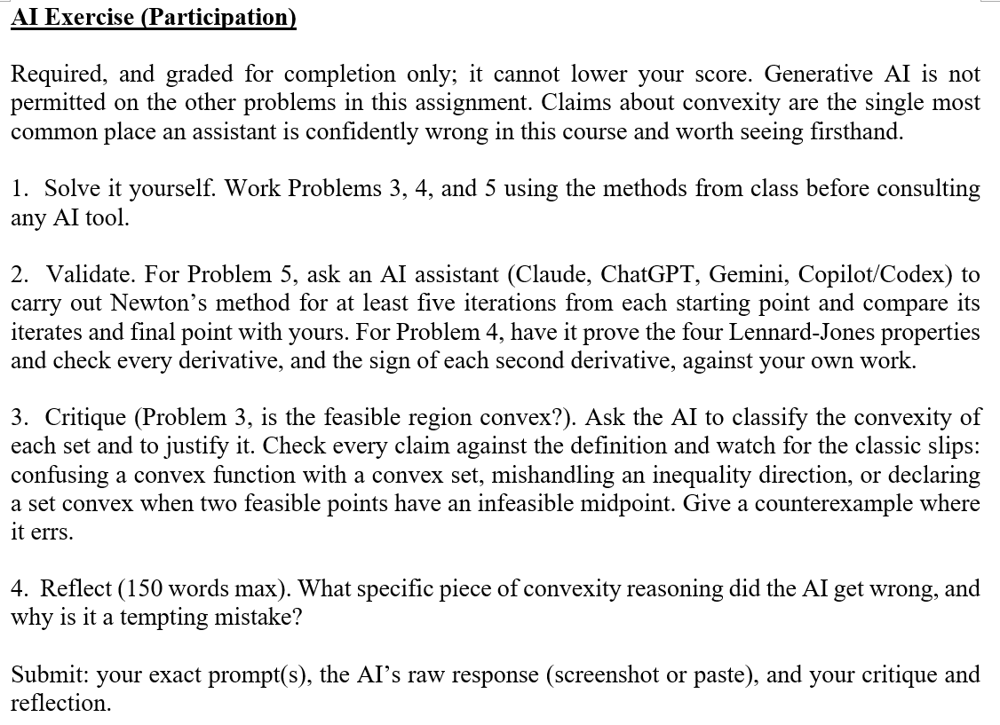 AI Exercise (Participation)
Required, and graded for completion only; it cannot lower your score. Generative AI is not
permitted on the other problems in this assignment. Claims about convexity are the single most
common place an assistant is confidently wrong in this course and worth seeing firsthand.
1. Solve it yourself. Work Problems 3, 4, and 5 using the methods from class before consulting
any AI tool.
2. Validate. For Problem 5, ask an AI assistant (Claude, ChatGPT, Gemini, Copilot/Codex) to
carry out Newton’s method for at least five iterations from each starting point and compare its
iterates and final point with yours. For Problem 4, have it prove the four Lennard-Jones properties
and check every derivative, and the sign of each second derivative, against your own work.
3. Critique (Problem 3, is the feasible region convex?). Ask the AI to classify the convexity of
each set and to justify it. Check every claim against the definition and watch for the classic slips:
confusing a convex function with a convex set, mishandling an inequality direction, or declaring
a set convex when two feasible points have an infeasible midpoint. Give a counterexample where
it errs.
4. Reflect (150 words max). What specific piece of convexity reasoning did the AI get wrong, and
why is it a tempting mistake?
Submit: your exact prompt(s), the AI’s raw response (screenshot or paste), and your critique and
reflection.